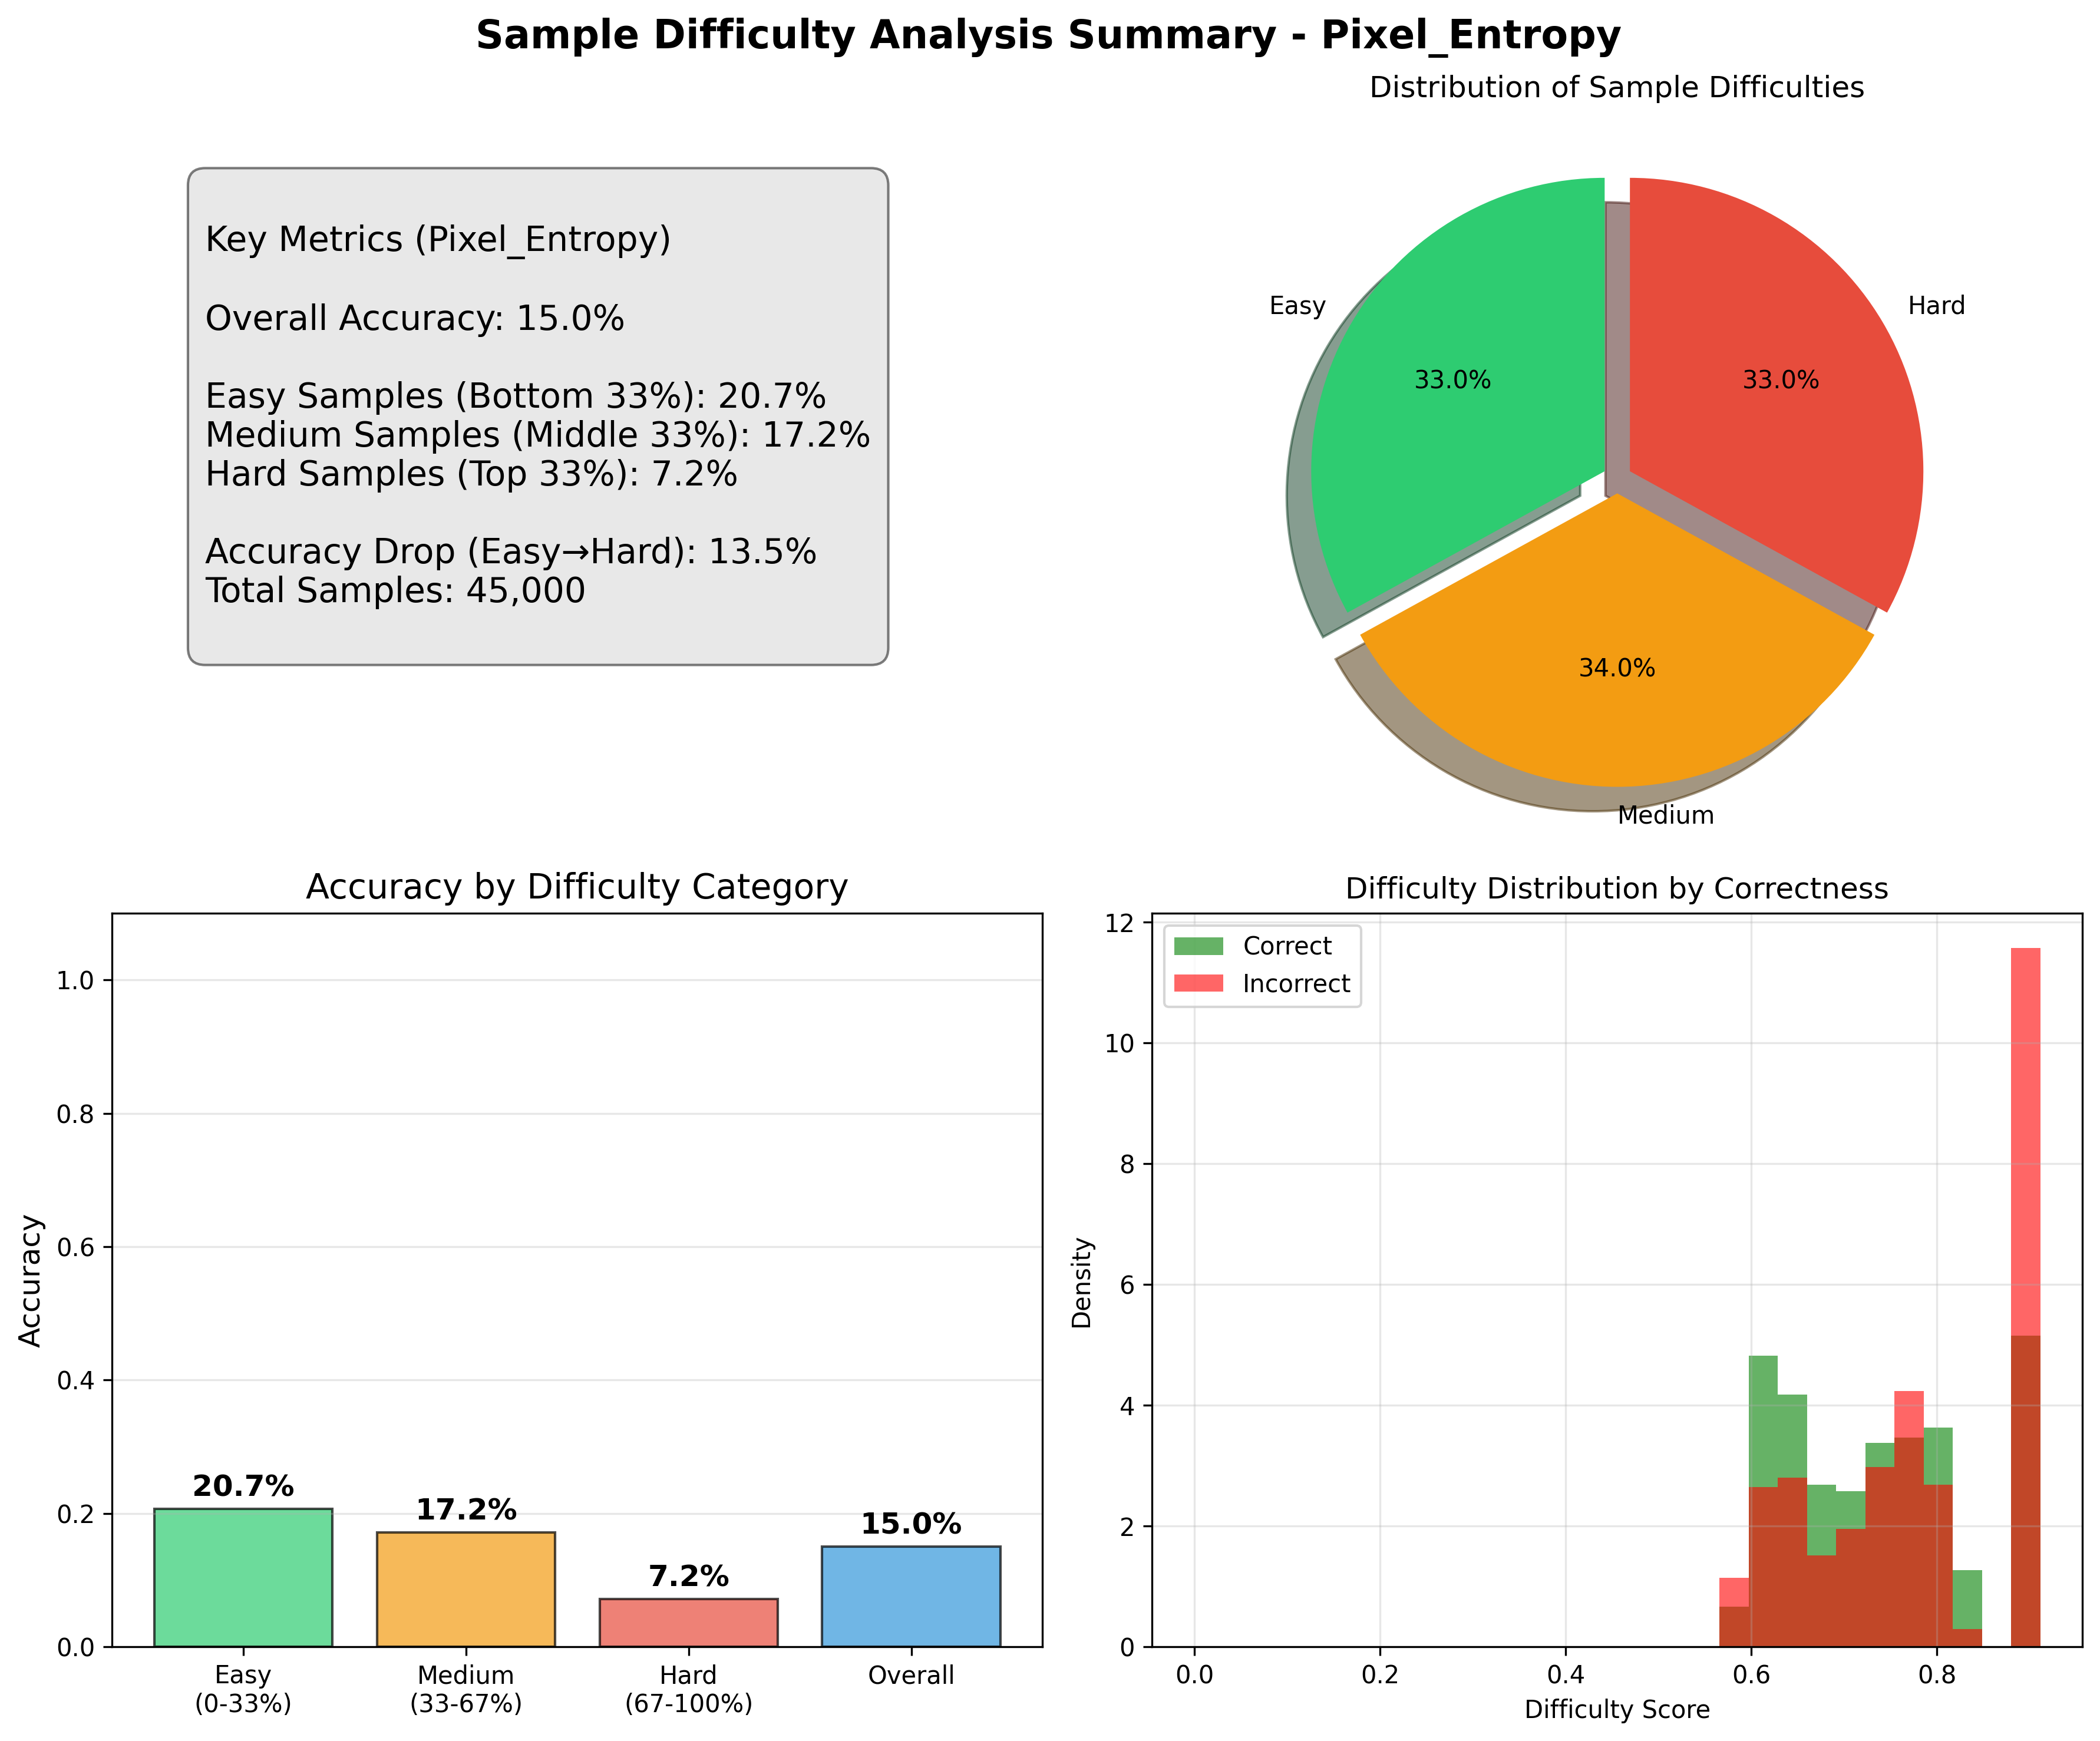 Sample Difficulty Analysis Summary - Pixel_Entropy
Key Metrics (Pixel_Entropy)
Overall Accuracy: 15.0%
Easy Samples (Bottom 33%): 20.7%
Medium Samples (Middle 33%): 17.2%
Hard Samples (Top 33%): 7.2%
Accuracy Drop (Easy→Hard): 13.5%
Total Samples: 45,000
Distribution of Sample Difficulties
Easy
Hard
33.0%
33.0%
34.0%
Medium
Accuracy by Difficulty Category
Accuracy
1.0
0.8
0.6
0.4
0.2
0.0
20.7%
17.2%
7.2%
15.0%
Easy
(0-33%)
Medium
(33-67%)
Hard
(67-100%)
Overall
Difficulty Distribution by Correctness
Correct
Incorrect
Density
12
10
8
6
4
2
0
0.0
0.2
0.4
0.6
0.8
Difficulty Score